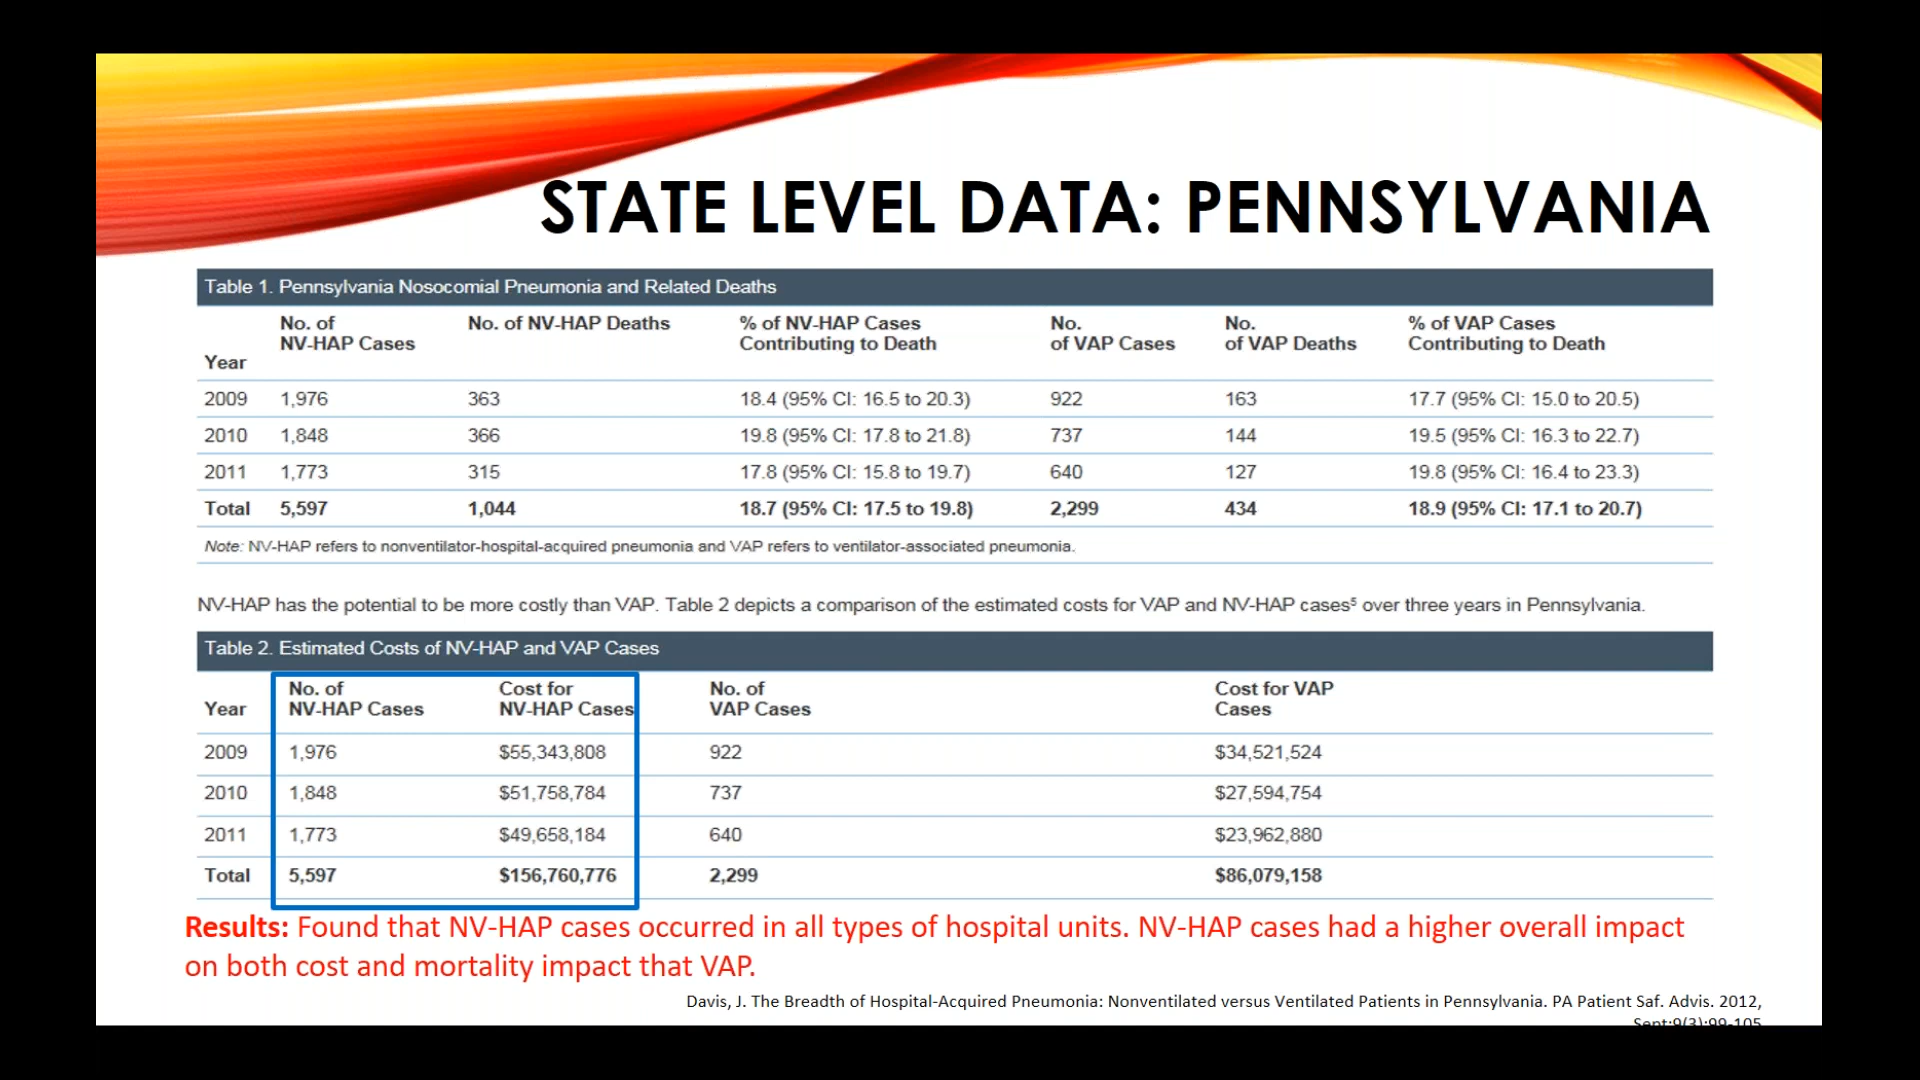 STATE LEVEL DATA: PENNSYLVANIA
Table 1. Pennsylvania Nosocomial Pneumonia and Related Deaths
Year No. of NV-HAP Cases No. of NV-HAP Deaths % of NV-HAP Cases Contributing to Death No. of VAP Cases No. of VAP Deaths % of VAP Cases Contributing to Death
2009 1,976 363 18.4 (95% CI: 16.5 to 20.3) 922 163 17.7 (95% CI: 15.0 to 20.5)
2010 1,848 366 19.8 (95% CI: 17.8 to 21.8) 737 144 19.5 (95% CI: 16.3 to 22.7)
2011 1,773 315 17.8 (95% CI: 15.8 to 19.7) 640 127 19.8 (95% CI: 16.4 to 23.3)
Total 5,597 1,044 18.7 (95% CI: 17.5 to 19.8) 2,299 434 18.9 (95% CI: 17.1 to 20.7)
Note: NV-HAP refers to nonventilator-hospital-acquired pneumonia and VAP refers to ventilator-associated pneumonia.
NV-HAP has the potential to be more costly than VAP. Table 2 depicts a comparison of the estimated costs for VAP and NV-HAP cases⁵ over three years in Pennsylvania.
Table 2. Estimated Costs of NV-HAP and VAP Cases
Year No. of NV-HAP Cases Cost for NV-HAP Cases No. of VAP Cases Cost for VAP Cases
2009 1,976 $55,343,808 922 $34,521,524
2010 1,848 $51,758,784 737 $27,594,754
2011 1,773 $49,658,184 640 $23,962,880
Total 5,597 $156,760,776 2,299 $86,079,158
Results: Found that NV-HAP cases occurred in all types of hospital units. NV-HAP cases had a higher overall impact
on both cost and mortality impact that VAP.
Davis, J. The Breadth of Hospital-Acquired Pneumonia: Nonventilated versus Ventilated Patients in Pennsylvania. PA Patient Saf. Advis. 2012,
Sept;9(3):99-105